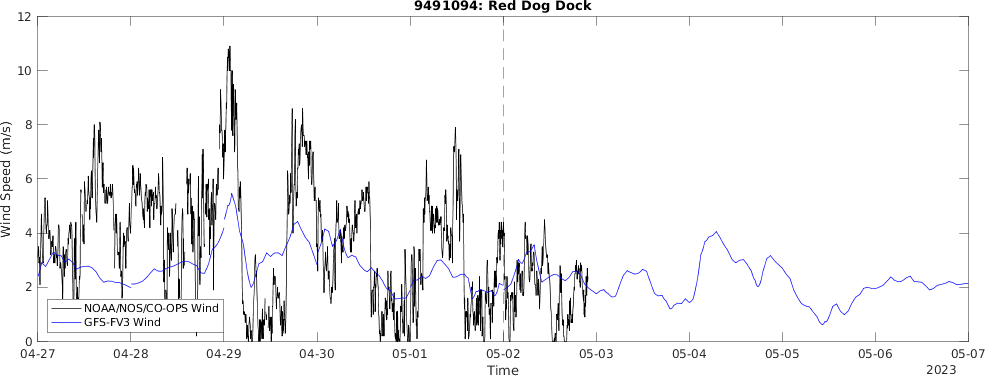 9491094: Red Dog Dock
Wind Speed (m/s)
12
10
8
6
4
2
0
NOAA/NOS/CO-OPS Wind
GFS-FV3 Wind
04-27 04-28 04-29 04-30 05-01 05-02 05-03 05-04 05-05 05-06 05-07
Time
2023